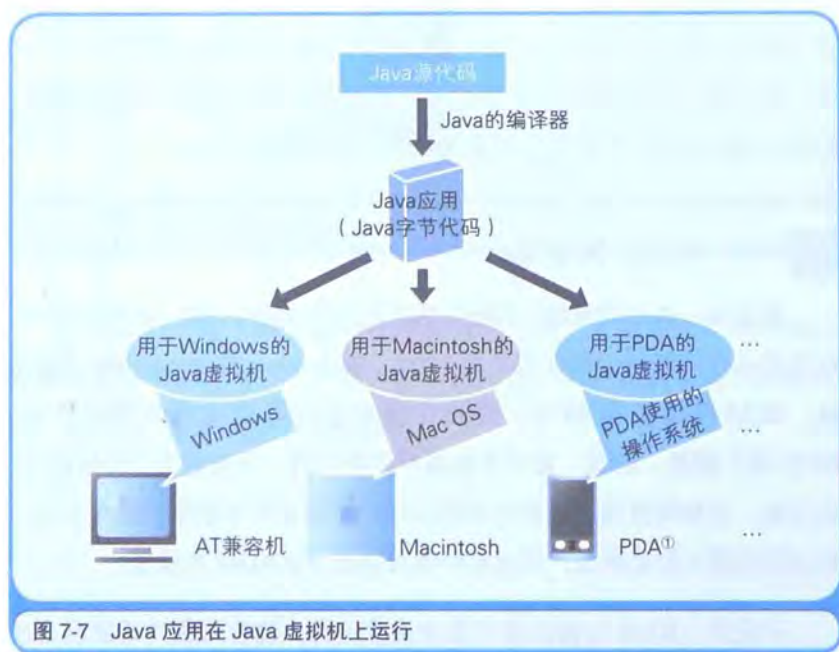 Java源代码
Java的编译器
Java应用
（Java字节代码）
用于Windows的
Java虚拟机
用于Macintosh的
Java虚拟机
用于PDA的
Java虚拟机
…
Windows
Mac OS
PDA使用的
操作系统
…
AT兼容机
Macintosh
PDA①
…
图 7-7 Java 应用在 Java 虚拟机上运行